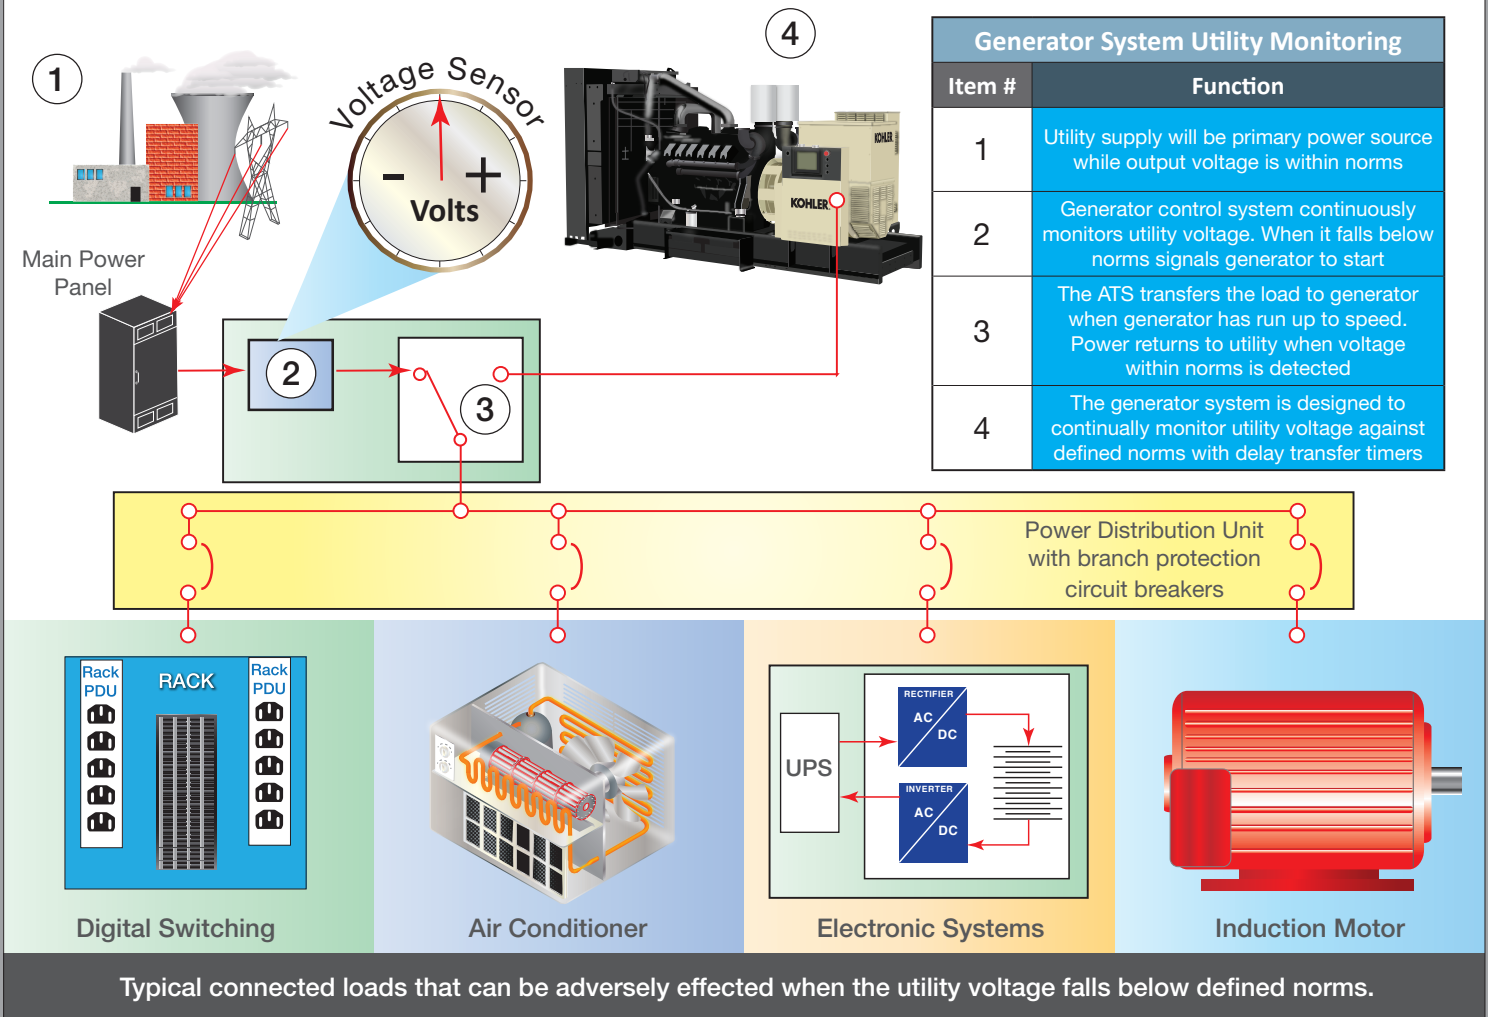 1
Voltage Sensor
- +
Volts
4
KOHLER
KOHLER
Main Power
Panel
2
3
Generator System Utility Monitoring
Item #
Function
1
Utility supply will be primary power source
while output voltage is within norms
2
Generator control system continuously
monitors utility voltage. When it falls below
norms signals generator to start
3
The ATS transfers the load to generator
when generator has run up to speed.
Power returns to utility when voltage
within norms is detected
4
The generator system is designed to
continually monitor utility voltage against
defined norms with delay transfer timers
Power Distribution Unit
with branch protection
circuit breakers
Rack
PDU
RACK
Rack
PDU
Digital Switching
Air Conditioner
UPS
RECTIFIER
AC
DC
INVERTER
AC
DC
Electronic Systems
Induction Motor
Typical connected loads that can be adversely effected when the utility voltage falls below defined norms.